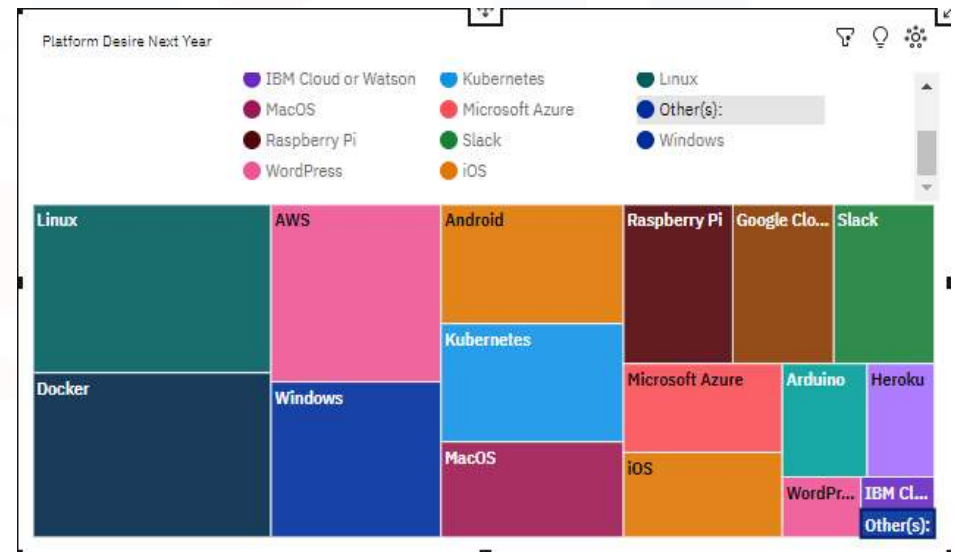 Platform Desire Next Year
IBM Cloud or Watson Kubernetes Linux
MacOS Microsoft Azure Other(s):
Raspberry Pi Slack Windows
WordPress iOS
Linux AWS Android Raspberry Pi Google Clo... Slack
Kubernetes
Microsoft Azure Arduino Heroku
Docker Windows
MacOS iOS
WordPr... IBM Cl...
Other(s):